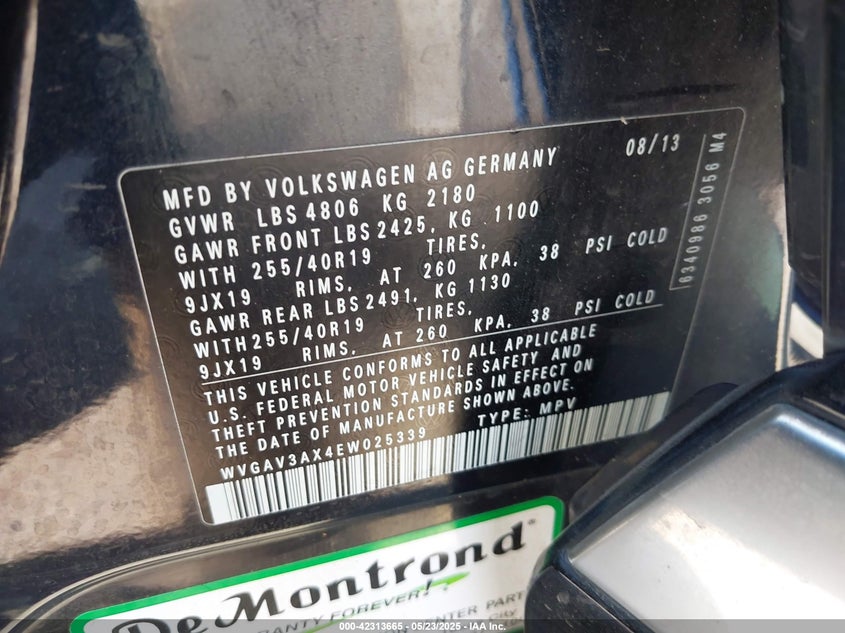 MFD BY VOLKSWAGEN AG GERMANY 08/13
GVWR LBS 4806 KG 2180
GAWR FRONT LBS 2425, KG 1100
WITH 255/40R19 TIRES,
9JX19 RIMS, AT 260 KPA, 38 PSI COLD
GAWR REAR LBS 2491, KG 1130
WITH 255/40R19 TIRES,
9JX19 RIMS, AT 260 KPA, 38 PSI COLD
THIS VEHICLE CONFORMS TO ALL APPLICABLE
U.S. FEDERAL MOTOR VEHICLE SAFETY AND
THEFT PREVENTION STANDARDS IN EFFECT ON
THE DATE OF MANUFACTURE SHOWN ABOVE.
WVGAV3AX4EW025339 TYPE: MPV
6340986 3056 M4
DeMontrond®
FOREVER!
PART
City
000-42313665 - 05/23/2025 - IAA Inc.